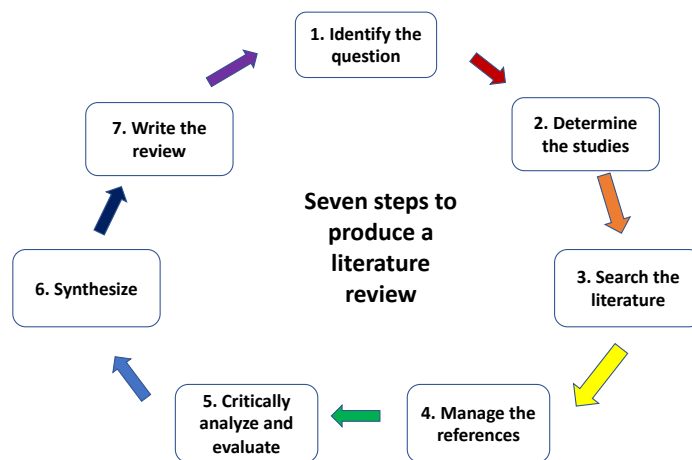 1. Identify the
question
2. Determine
the studies
3. Search the
literature
4. Manage the
references
5. Critically
analyze and
evaluate
6. Synthesize
7. Write the
review
Seven steps to
produce a
literature
review